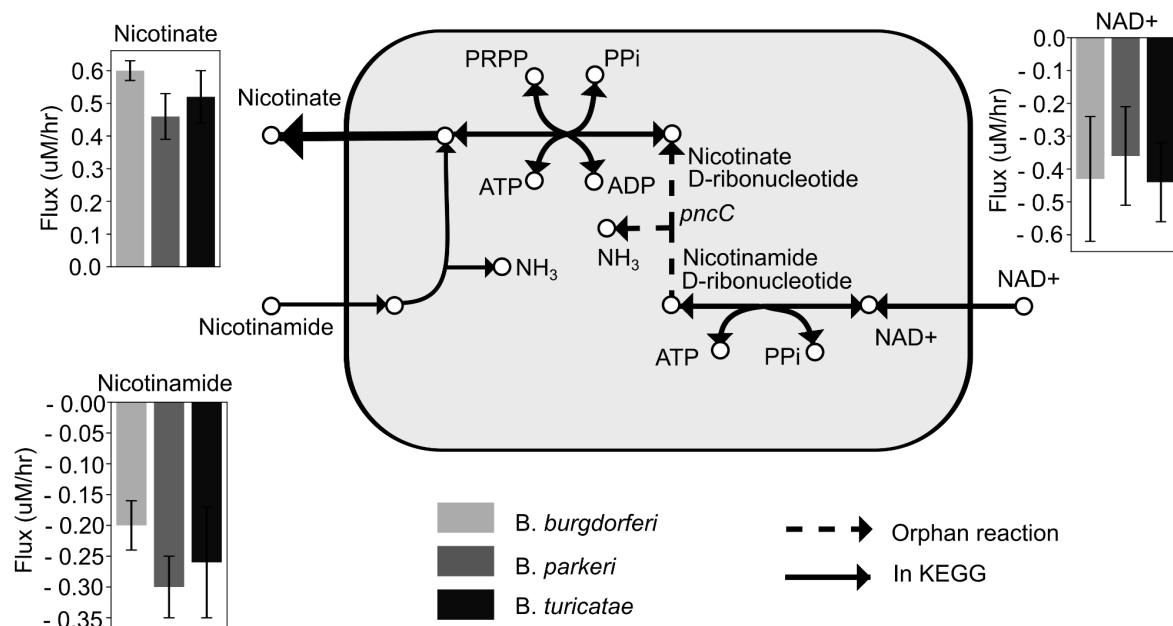 Nicotinate
0.6
0.5
0.4
0.3
0.2
0.1
0.0
Flux (uM/hr)
Nicotinate
PRPP
PPi
ATP
ADP
Nicotinate
D-ribonucleotide
pncC
NH3
Nicotinamide
D-ribonucleotide
NH3
Nicotinamide
ATP
PPi
NAD+
NAD+
NAD+
0.0
- 0.1
- 0.2
- 0.3
- 0.4
- 0.5
- 0.6
Flux (uM/hr)
Nicotinamide
- 0.00
- 0.05
- 0.10
- 0.15
- 0.20
- 0.25
- 0.30
- 0.35
Flux (uM/hr)
B. burgdorferi
B. parkeri
B. turicatae
Orphan reaction
In KEGG